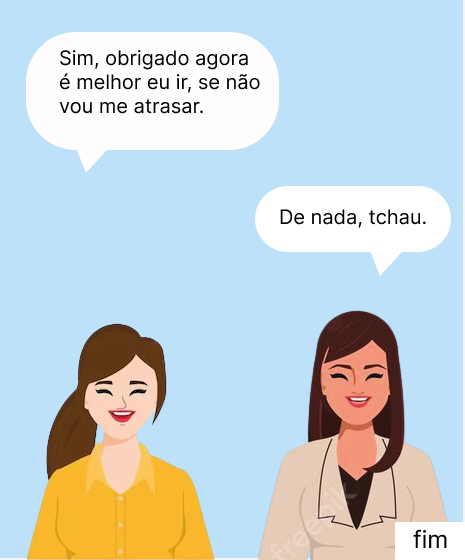 Sim, obrigado agora
é melhor eu ir, se não
vou me atrasar.
De nada, tchau.
freepik
fim